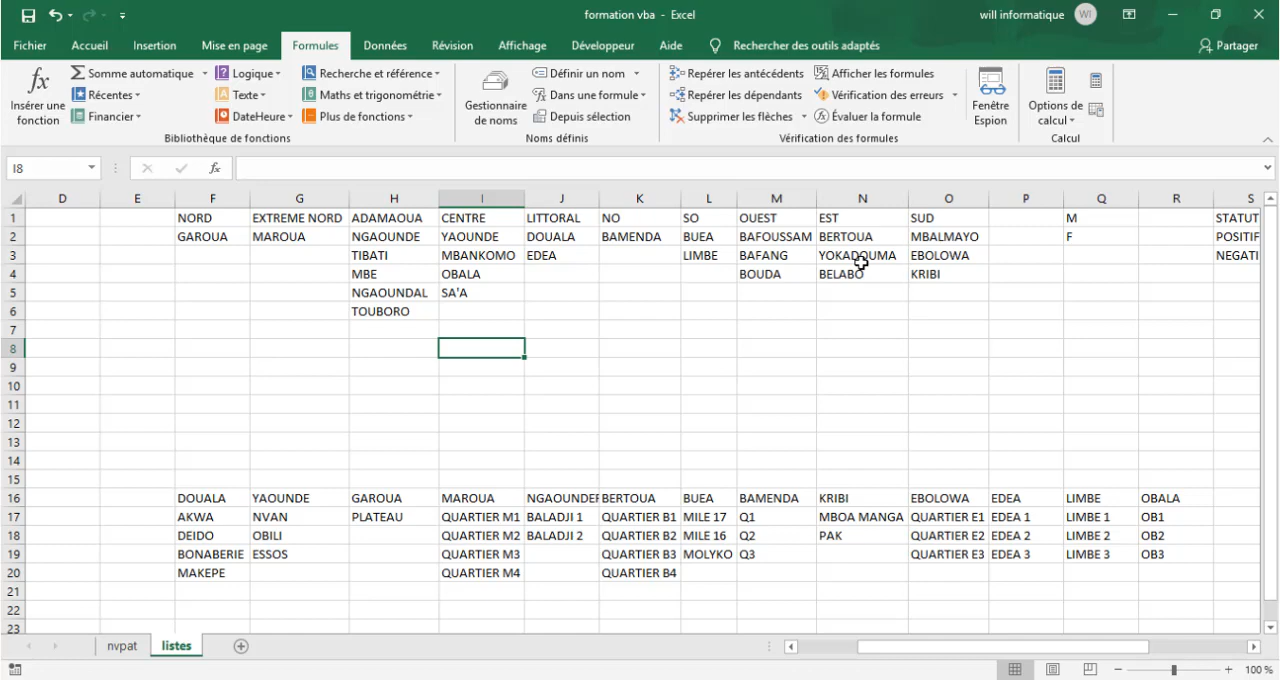 formation vba - Excel
will informatique WI
Fichier Accueil Insertion Mise en page Formules Données Révision Affichage Développeur Aide Rechercher des outils adaptés Partager
fx Insérer une fonction
Somme automatique
Récentes
Financier
Logique
Texte
DateHeure
Recherche et référence
Maths et trigonométrie
Plus de fonctions
Bibliothèque de fonctions
Gestionnaire de noms
Définir un nom
Dans une formule
Depuis sélection
Noms définis
Repérer les antécédents
Repérer les dépendants
Supprimer les flèches
Afficher les formules
Vérification des erreurs
Évaluer la formule
Vérification des formules
Fenêtre Espion
Options de calcul
Calcul
I8 fx
D E F G H I J K L M N O P Q R S
1 NORD EXTREME NORD ADAMAOUA CENTRE LITTORAL NO SO OUEST EST SUD M STATUT
2 GAROUA MAROUA NGAOUNDE YAOUNDE DOUALA BAMENDA BUEA BAFOUSSAM BERTOUA MBALMAYO F POSITIF
3 TIBATI MBANKOMO EDEA LIMBE BAFANG YOKADOUMA EBOLOWA NEGATI
4 MBE OBALA BOUDA BELABO KRIBI
5 NGAOUNDAL SA'A
6 TOUBORO
7
8
9
10
11
12
13
14
15
16 DOUALA YAOUNDE GAROUA MAROUA NGAOUNDER BERTOUA BUEA BAMENDA KRIBI EBOLOWA EDEA LIMBE OBALA
17 AKWA NVAN PLATEAU QUARTIER M1 BALADJI 1 QUARTIER B1 MILE 17 Q1 MBOA MANGA QUARTIER E1 EDEA 1 LIMBE 1 OB1
18 DEIDO OBILI QUARTIER M2 BALADJI 2 QUARTIER B2 MILE 16 Q2 PAK QUARTIER E2 EDEA 2 LIMBE 2 OB2
19 BONABERIE ESSOS QUARTIER M3 QUARTIER B3 MOLYKO Q3 QUARTIER E3 EDEA 3 LIMBE 3 OB3
20 MAKEPE QUARTIER M4 QUARTIER B4
21
22
23
nvpat listes
100 %